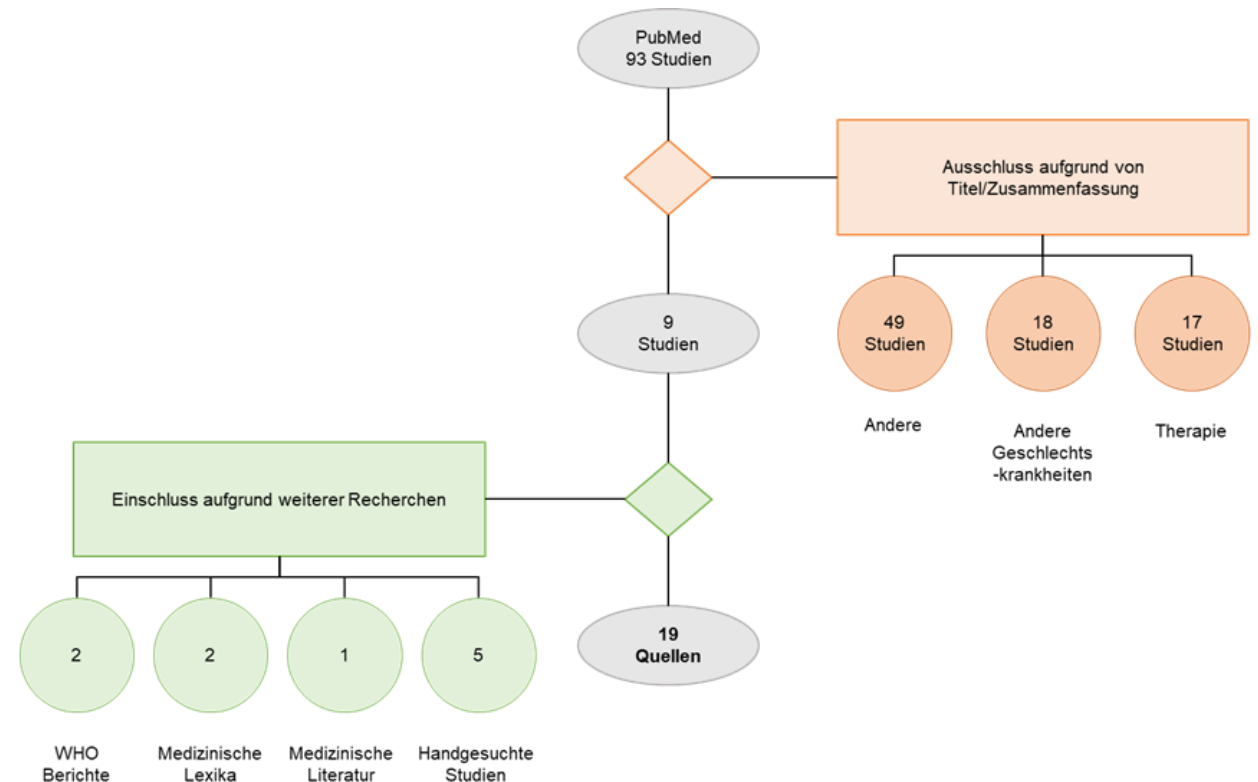 PubMed
93 Studien
Ausschluss aufgrund von
Titel/Zusammenfassung
9
Studien
49
Studien
18
Studien
17
Studien
Andere
Andere
Geschlechts
-krankheiten
Therapie
Einschluss aufgrund weiterer Recherchen
19
Quellen
2
2
1
5
WHO
Berichte
Medizinische
Lexika
Medizinische
Literatur
Handgesuchte
Studien